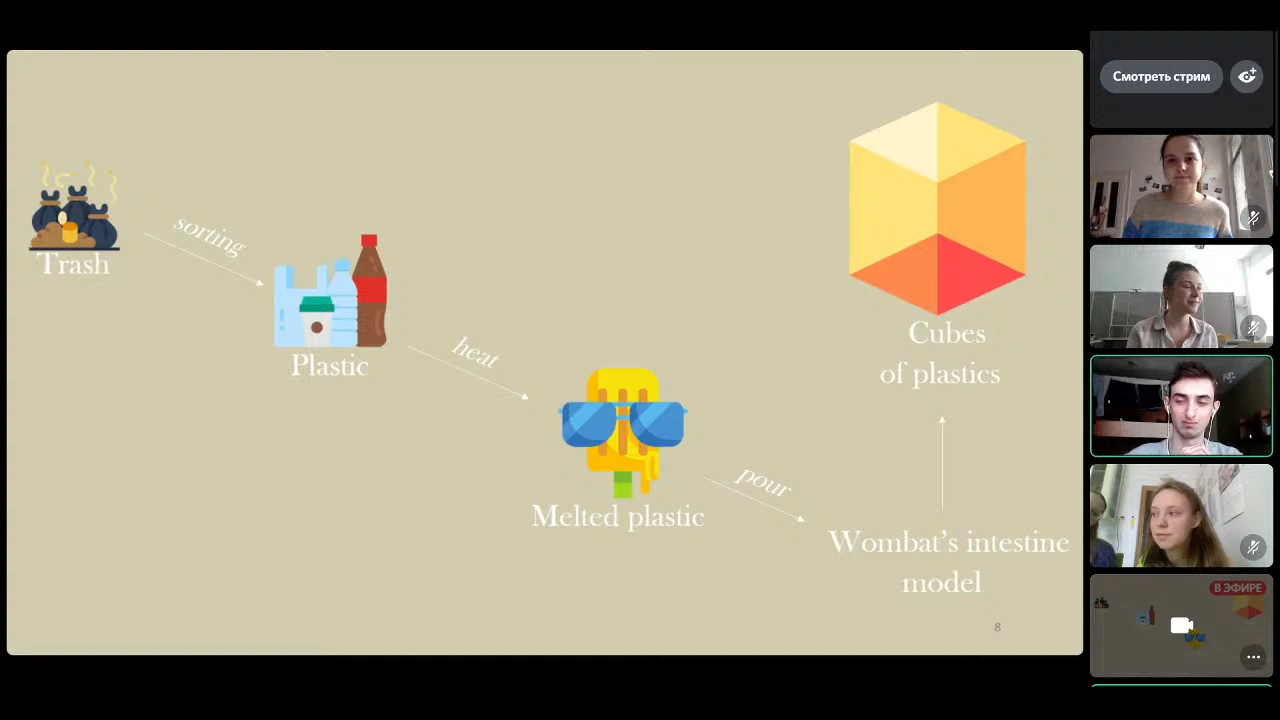 Trash
sorting
Plastic
heat
Melted plastic
pour
Wombat's intestine
model
Cubes
of plastics
8
Смотреть стрим
В ЭФИРЕ